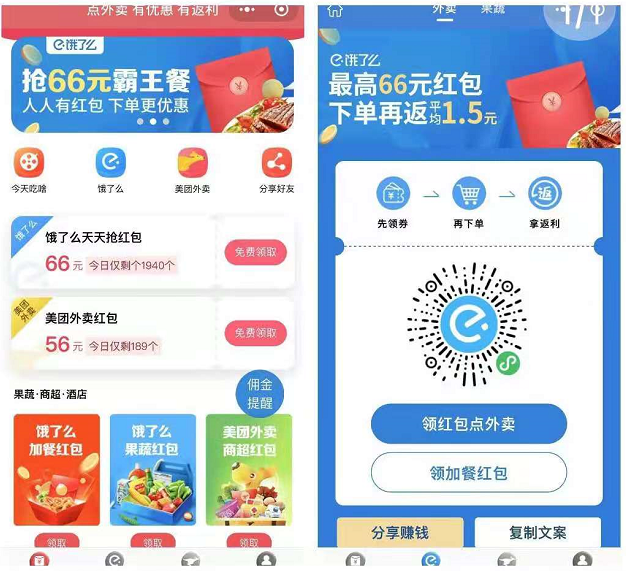 点外卖 有优惠 有返利
饿了么
抢66元霸王餐
人人有红包 下单更优惠
今天吃啥
饿了么
美团外卖
分享好友
饿了么
饿了么天天抢红包
66元 今日仅剩个1940个
免费领取
美团
外卖
美团外卖红包
56元 今日仅剩189个
免费领取
果蔬·商超·酒店
佣金
提醒
饿了么
加餐红包
饿了么
果蔬红包
美团外卖
商超红包
领取
领取
领取
外卖
果蔬
饿了么
最高66元红包
下单再返平均1.5元
先领券
再下单
拿返利
返
领红包点外卖
领加餐红包
分享赚钱
复制文案